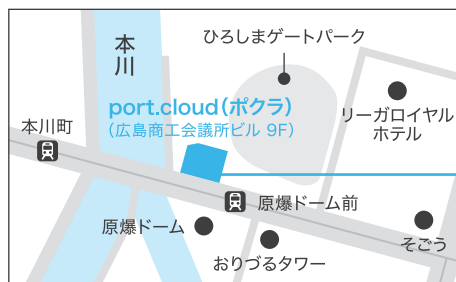 本川
ひろしまゲートパーク
port.cloud(ポクラ)
(広島商工会議所ビル 9F)
リーガロイヤル
ホテル
本川町
原爆ドーム前
原爆ドーム
おりづるタワー
そごう